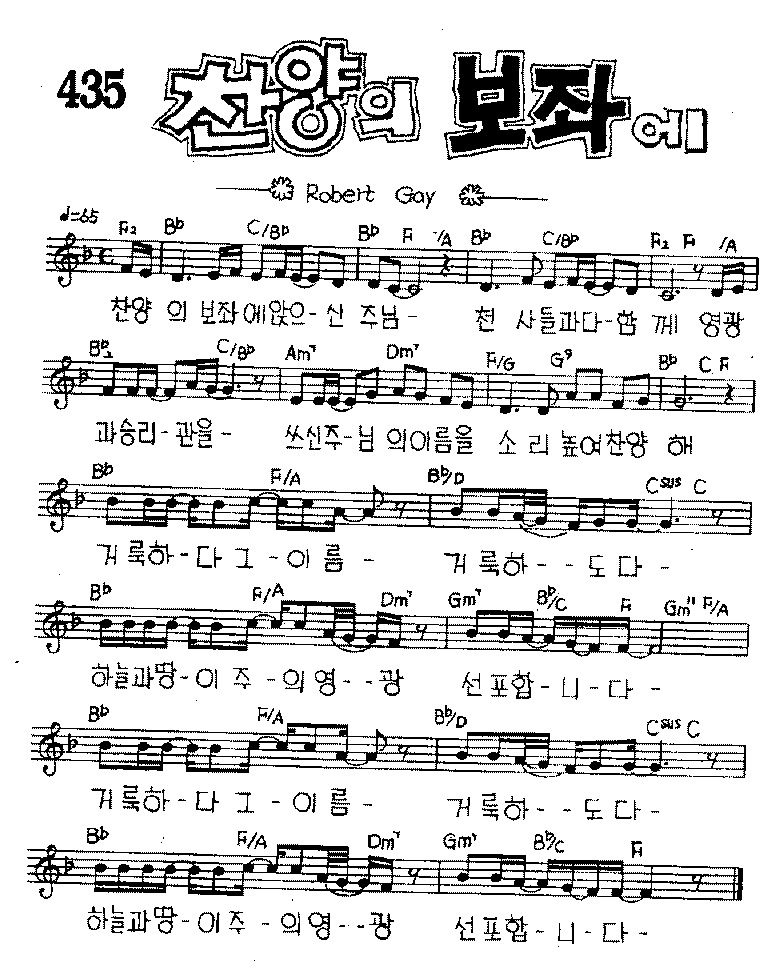 435 찬양의 보좌에
Robert Gay
♩=65
F2 B♭ C/B♭ B♭ F /A B♭ C/B♭ F2 F /A
찬양 의 보좌에앉으-신 주님- 천 사들과다-함 께 영광
B♭2 C/B♭ Am7 Dm7 F/G G9 B♭ C F
과승리-관을- 쓰신주-님 의이름을 소 리 높여찬양 해
B♭ F/A B♭/D Csus C
거 룩하-다 그-이 름 - 거 룩하--도 다 -
B♭ F/A Dm7 Gm7 B♭/C F Gm11 F/A
하늘과땅-이 주 -의영--광 선포합-니-다 -
B♭ F/A B♭/D Csus C
거 룩하-다 그 -이름 - 거 룩하- -도다-
B♭ F/A Dm7 Gm7 B♭/C F
하늘과땅-이주 -의영--광 선포합-니-다-